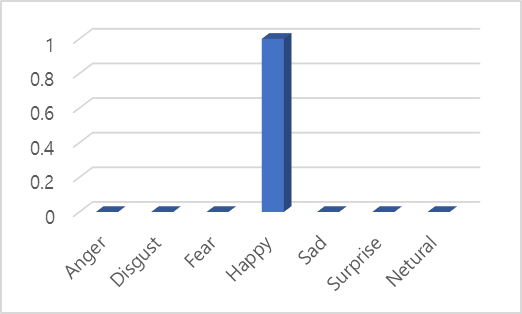 1
0.8
0.6
0.4
0.2
0
Anger
Disgust
Fear
Happy
Sad
Surprise
Netural